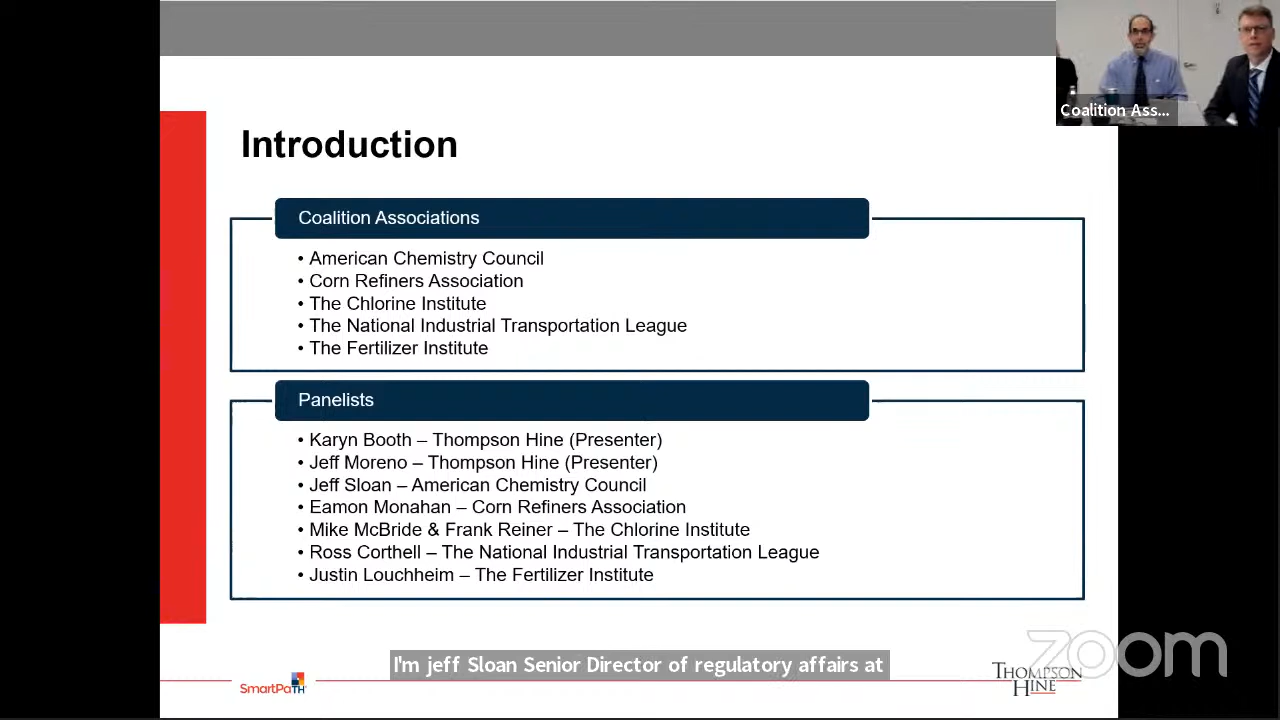 Coalition Ass...
Introduction
Coalition Associations
• American Chemistry Council
• Corn Refiners Association
• The Chlorine Institute
• The National Industrial Transportation League
• The Fertilizer Institute
Panelists
• Karyn Booth – Thompson Hine (Presenter)
• Jeff Moreno – Thompson Hine (Presenter)
• Jeff Sloan – American Chemistry Council
• Eamon Monahan – Corn Refiners Association
• Mike McBride & Frank Reiner – The Chlorine Institute
• Ross Corthell – The National Industrial Transportation League
• Justin Louchheim – The Fertilizer Institute
I'm jeff Sloan Senior Director of regulatory affairs at
zoom
SmartPaTH
THOMPSON
HINE